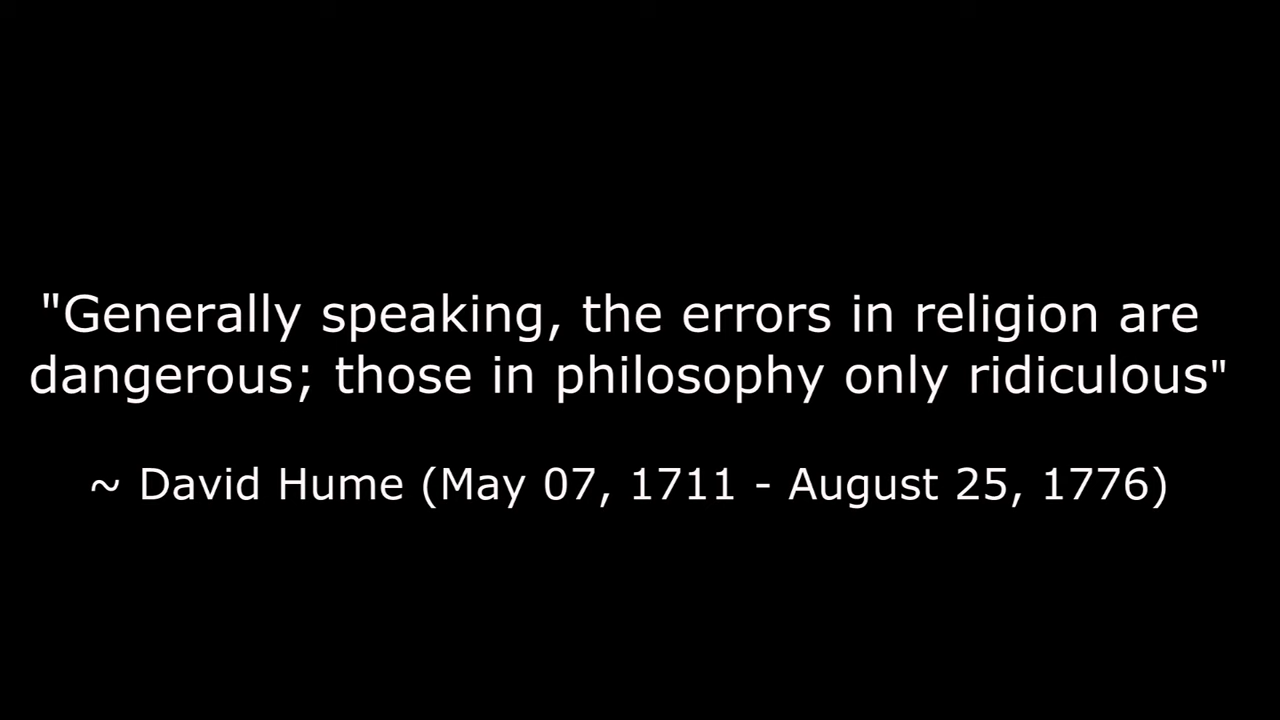 "Generally speaking, the errors in religion are
dangerous; those in philosophy only ridiculous"
~ David Hume (May 07, 1711 - August 25, 1776)